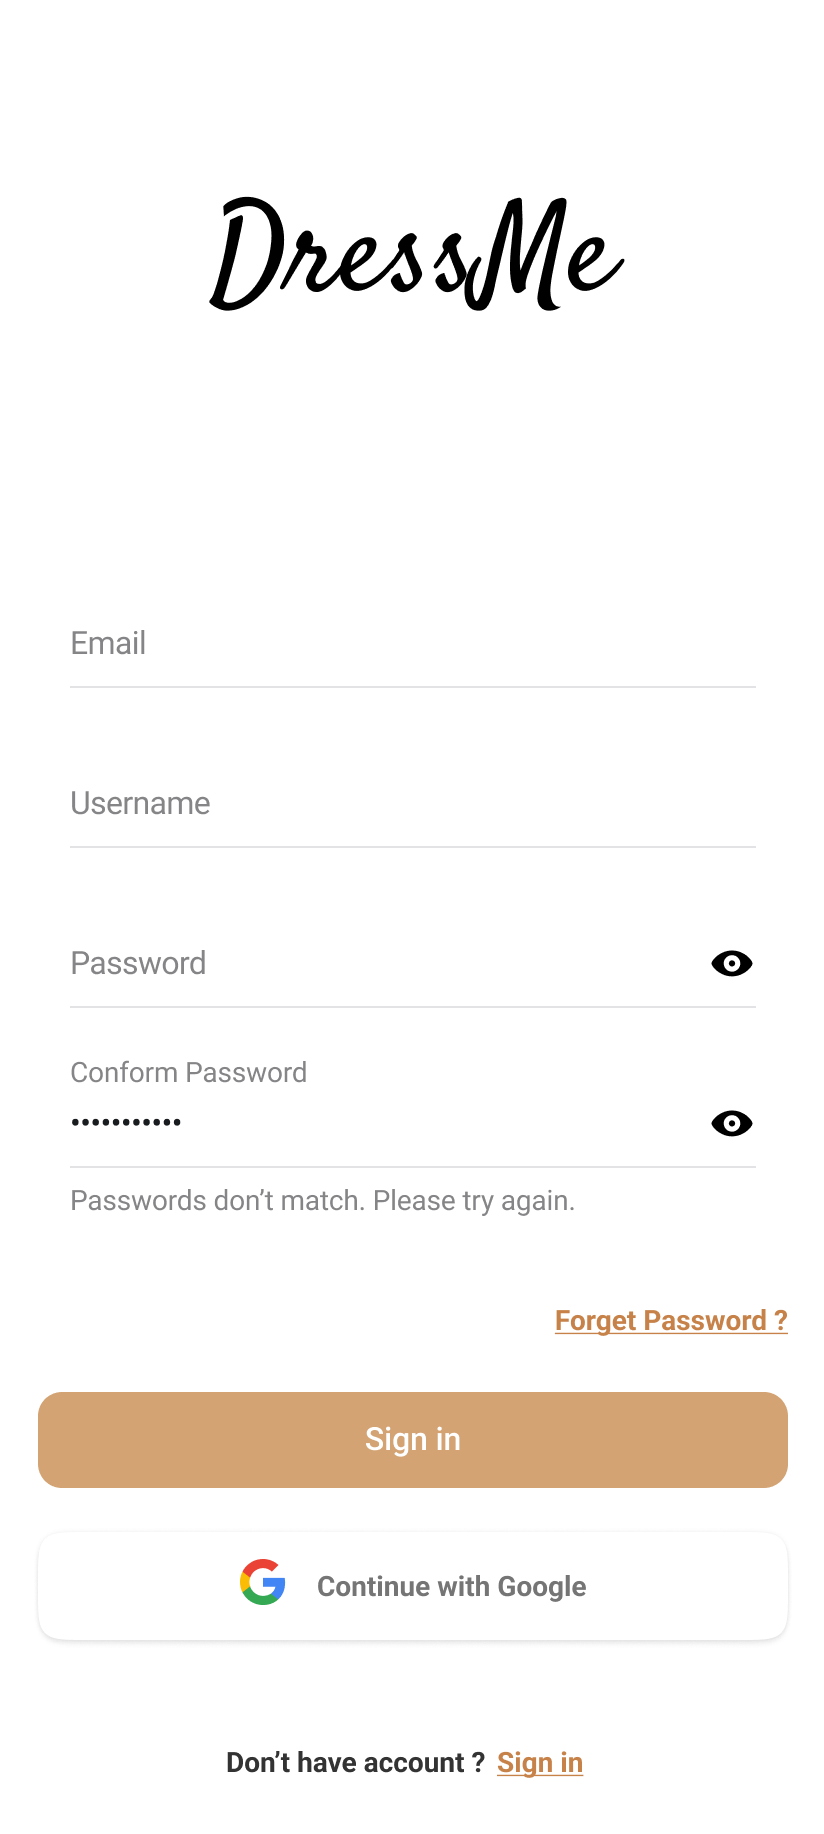 DressMe
Email
Username
Password
Conform Password
•••••••••••
Passwords don’t match. Please try again.
Forget Password ?
Sign in
Continue with Google
Don’t have account ? Sign in